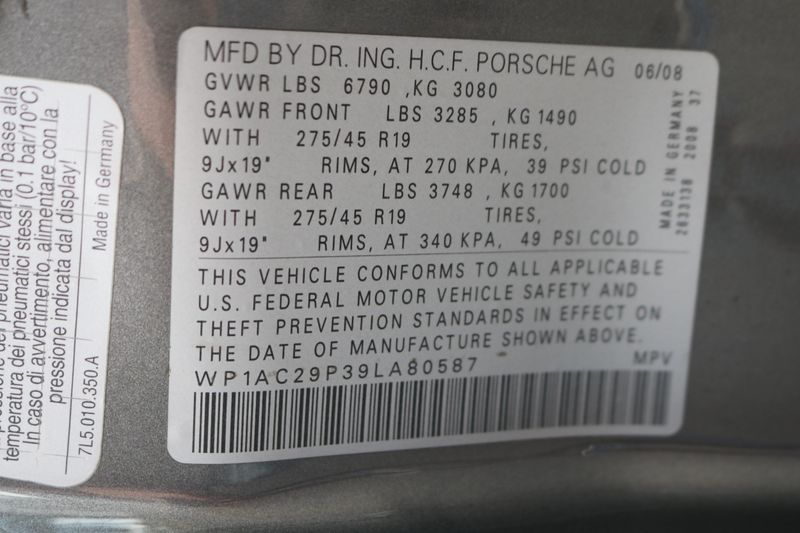 MFD BY DR. ING. H.C.F. PORSCHE AG 06/08
GVWR LBS 6790 ,KG 3080
GAWR FRONT LBS 3285 , KG 1490
WITH 275/45 R19 TIRES,
9Jx19" RIMS, AT 270 KPA, 39 PSI COLD
GAWR REAR LBS 3748 , KG 1700
WITH 275/45 R19 TIRES,
9Jx19" RIMS, AT 340 KPA, 49 PSI COLD
THIS VEHICLE CONFORMS TO ALL APPLICABLE
U.S. FEDERAL MOTOR VEHICLE SAFETY AND
THEFT PREVENTION STANDARDS IN EFFECT ON
THE DATE OF MANUFACTURE SHOWN ABOVE.
WP1AC29P39LA80587 MPV
MADE IN GERMANY
2633138 2008 37
pneumatici varia in base alla
temperatura dei pneumatici stessi (0.1 bar/10°C)
In caso di avvertimento, alimentare con la
pressione indicata dal display!
7L5.010.350.A Made in Germany